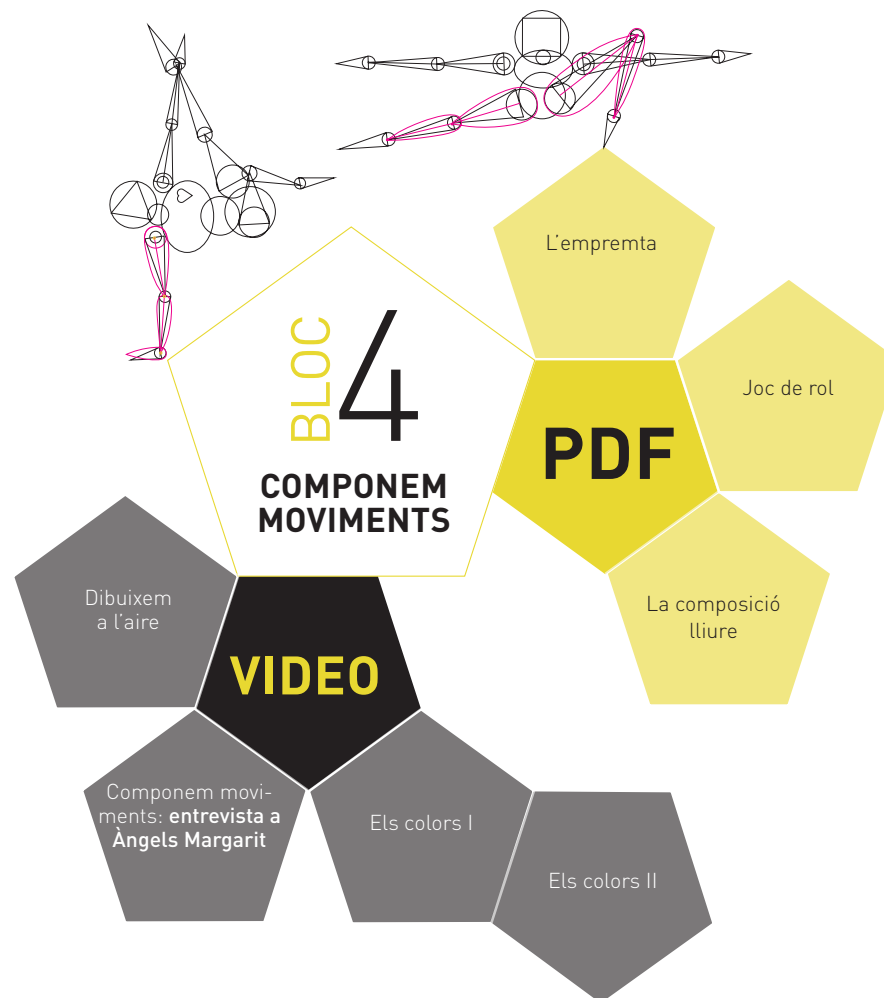 L'empremta
Joc de rol
BLOC
4
PDF
COMPONEM
MOVIMENTS
Dibuixem
a l'aire
La composició
lliure
VIDEO
Componem movi-
ments: entrevista a
Àngels Margarit
Els colors I
Els colors II